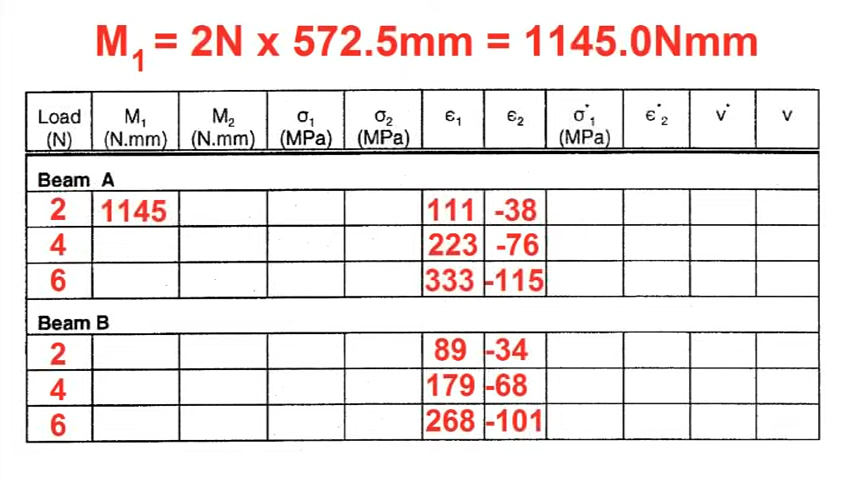 M₁ = 2N x 572.5mm = 1145.0Nmm
Load (N) M₁ (N.mm) M₂ (N.mm) σ₁ (MPa) σ₂ (MPa) ϵ₁ ϵ₂ σ₁* (MPa) ϵ₂* v* v
Beam A
2 1145 111 -38
4 223 -76
6 333 -115
Beam B
2 89 -34
4 179 -68
6 268 -101